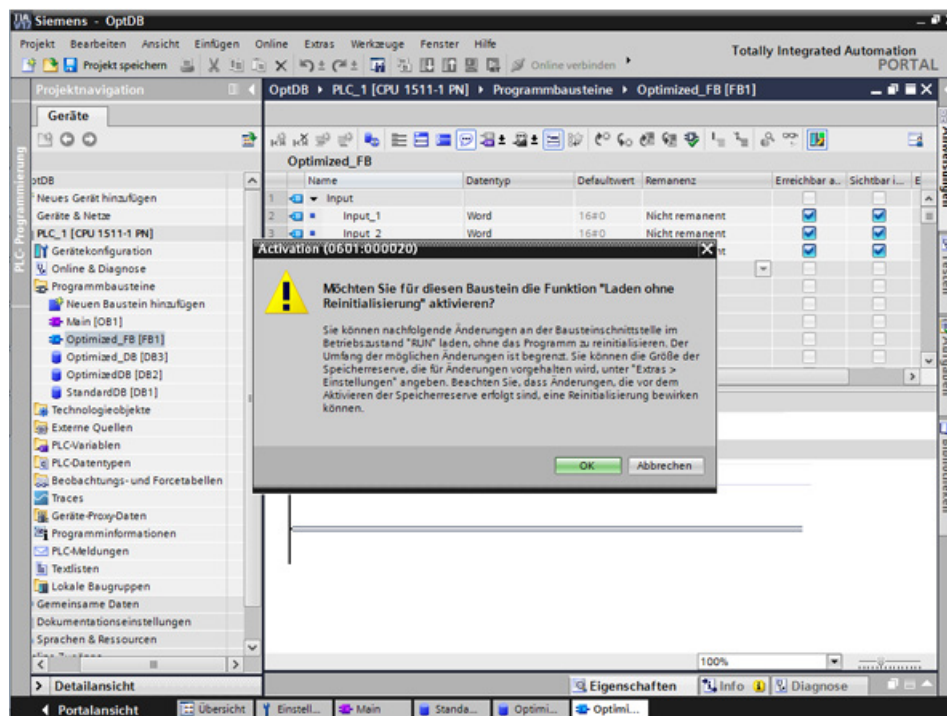 Siemens - OptDB
Projekt Bearbeiten Ansicht Einfügen Online Extras Werkzeuge Fenster Hilfe
Totally Integrated Automation
PORTAL
Projekt speichern
Online verbinden
Projektnavigation
OptDB PLC_1 [CPU 1511-1 PN] Programmbausteine Optimized_FB [FB1]
Geräte
PLC-Programmierung
Neues Gerät hinzufügen
Geräte & Netze
PLC_1 [CPU 1511-1 PN]
Gerätekonfiguration
Online & Diagnose
Programmbausteine
Neuen Baustein hinzufügen
Main [OB1]
Optimized_FB [FB1]
Optimized_DB [DB3]
OptimizedDB [DB2]
StandardDB [DB1]
Technologieobjekte
Externe Quellen
PLC-Variablen
PLC-Datentypen
Beobachtungs- und Forcetabellen
Traces
Geräte-Proxy-Daten
Programminformationen
PLC-Meldungen
Textlisten
Lokale Baugruppen
Gemeinsame Daten
Dokumentationseinstellungen
Sprachen & Ressourcen
Detailansicht
Optimized_FB
Name Datentyp Defaultwert Remanenz Erreichbar a... Sichtbar i... E
1 Input
2 Input_1 Word 16#0 Nicht remanent
3 Input_2 Word 16#0 Nicht remanent
Activation (0601:000020)
Möchten Sie für diesen Baustein die Funktion "Laden ohne
Reinitialisierung" aktivieren?
Sie können nachfolgende Änderungen an der Bausteinschnittstelle im
Betriebszustand "RUN" laden, ohne das Programm zu reinitialisieren. Der
Umfang der möglichen Änderungen ist begrenzt. Sie können die Größe der
Speicherreserve, die für Änderungen vorgehalten wird, unter "Extras >
Einstellungen" angeben. Beachten Sie, dass Änderungen, die vor dem
Aktivieren der Speicherreserve erfolgt sind, eine Reinitialisierung bewirken
können.
OK Abbrechen
100%
Eigenschaften Info Diagnose
Portalansicht Übersicht Einstell... Main Standa... Optimi... Optimi...